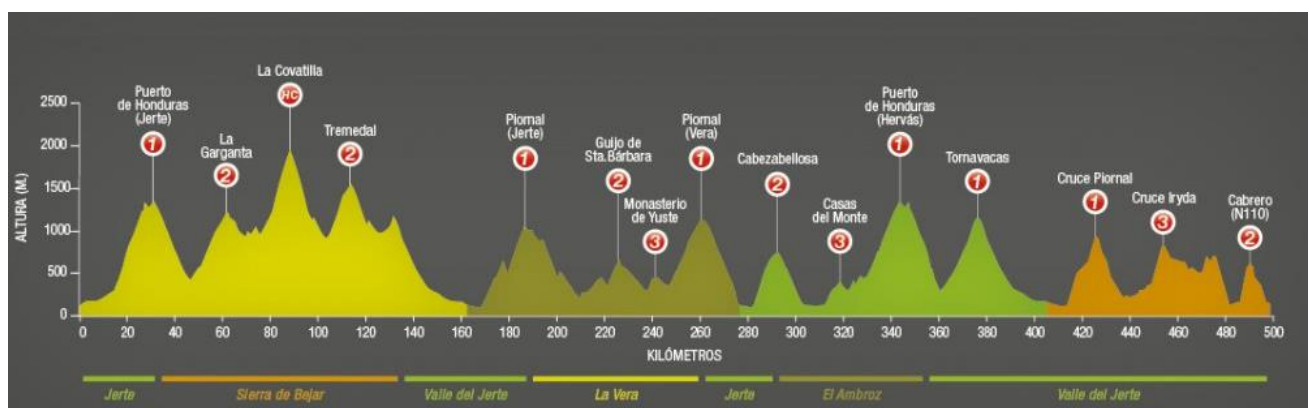 La Covatilla
HC
Puerto
de Honduras
(Jerte)
1
La
Garganta
2
Tremedal
2
Piornal
(Jerte)
1
Guijo de
Sta.Bárbara
2
Monasterio
de Yuste
3
Piornal
(Vera)
1
Cabezabellosa
2
Casas
del Monte
3
Puerto
de Honduras
(Hervás)
1
Tornavacas
1
Cruce Piornal
1
Cruce Iryda
3
Cabrero
(N110)
2
ALTURA (M.)
2500
2000
1500
1000
500
0
0 20 40 60 80 100 120 140 160 180 200 220 240 260 280 300 320 340 360 380 400 420 440 460 480 500
KILÓMETROS
Jerte Sierra de Bejar Valle del Jerte La Vera Jerte El Ambroz Valle del Jerte